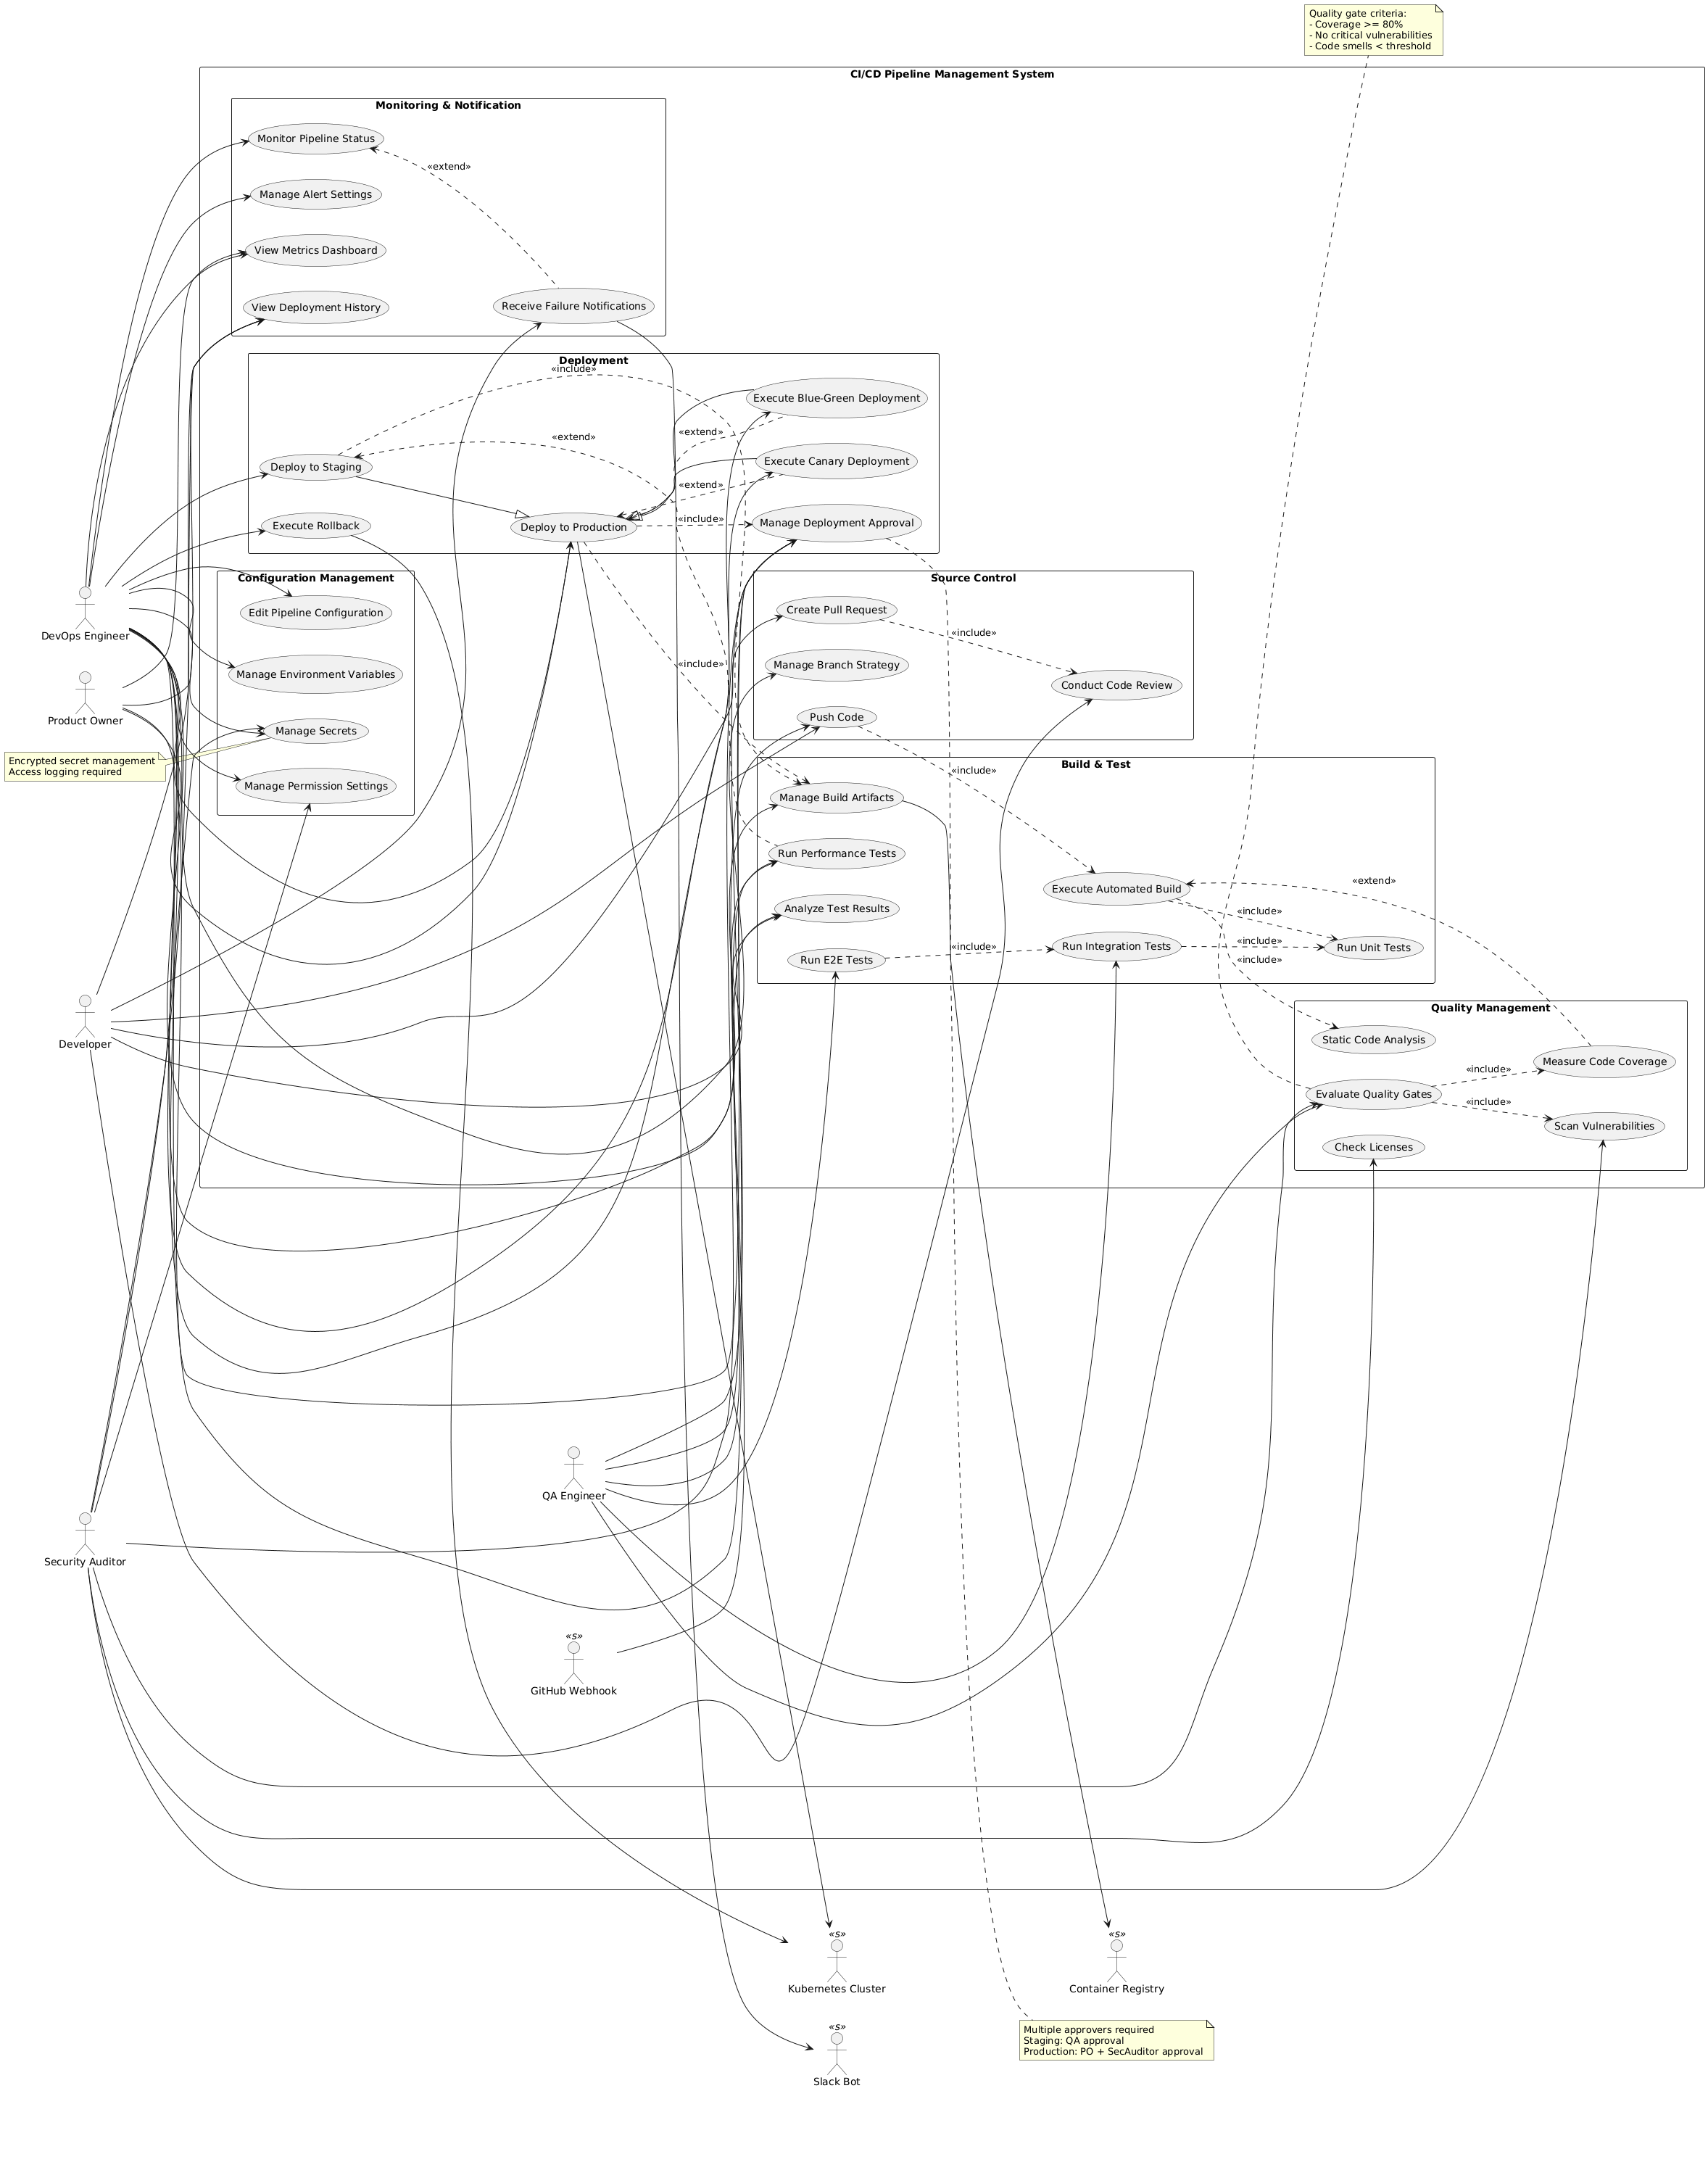 Quality gate criteria:
- Coverage >= 80%
- No critical vulnerabilities
- Code smells < threshold
CI/CD Pipeline Management System
Monitoring & Notification
Monitor Pipeline Status
«extend»
Manage Alert Settings
View Metrics Dashboard
View Deployment History
Receive Failure Notifications
Deployment
«include»
Execute Blue-Green Deployment
«extend»
«extend»
Deploy to Staging
Execute Canary Deployment
«extend»
Execute Rollback
Deploy to Production
«include»
Manage Deployment Approval
Configuration Management
Edit Pipeline Configuration
Manage Environment Variables
Manage Secrets
Manage Permission Settings
Source Control
Create Pull Request
«include»
Manage Branch Strategy
«include»
Conduct Code Review
Push Code
DevOps Engineer
Product Owner
Encrypted secret management
Access logging required
Build & Test
«include»
Manage Build Artifacts
Run Performance Tests
Execute Automated Build
«extend»
Analyze Test Results
«include»
Run E2E Tests
«include»
Run Integration Tests
«include»
Run Unit Tests
«include»
Quality Management
Static Code Analysis
Measure Code Coverage
«include»
Evaluate Quality Gates
«include»
Scan Vulnerabilities
Check Licenses
Developer
QA Engineer
Security Auditor
«s»
GitHub Webhook
«s»
Kubernetes Cluster
«s»
Container Registry
«s»
Slack Bot
Multiple approvers required
Staging: QA approval
Production: PO + SecAuditor approval